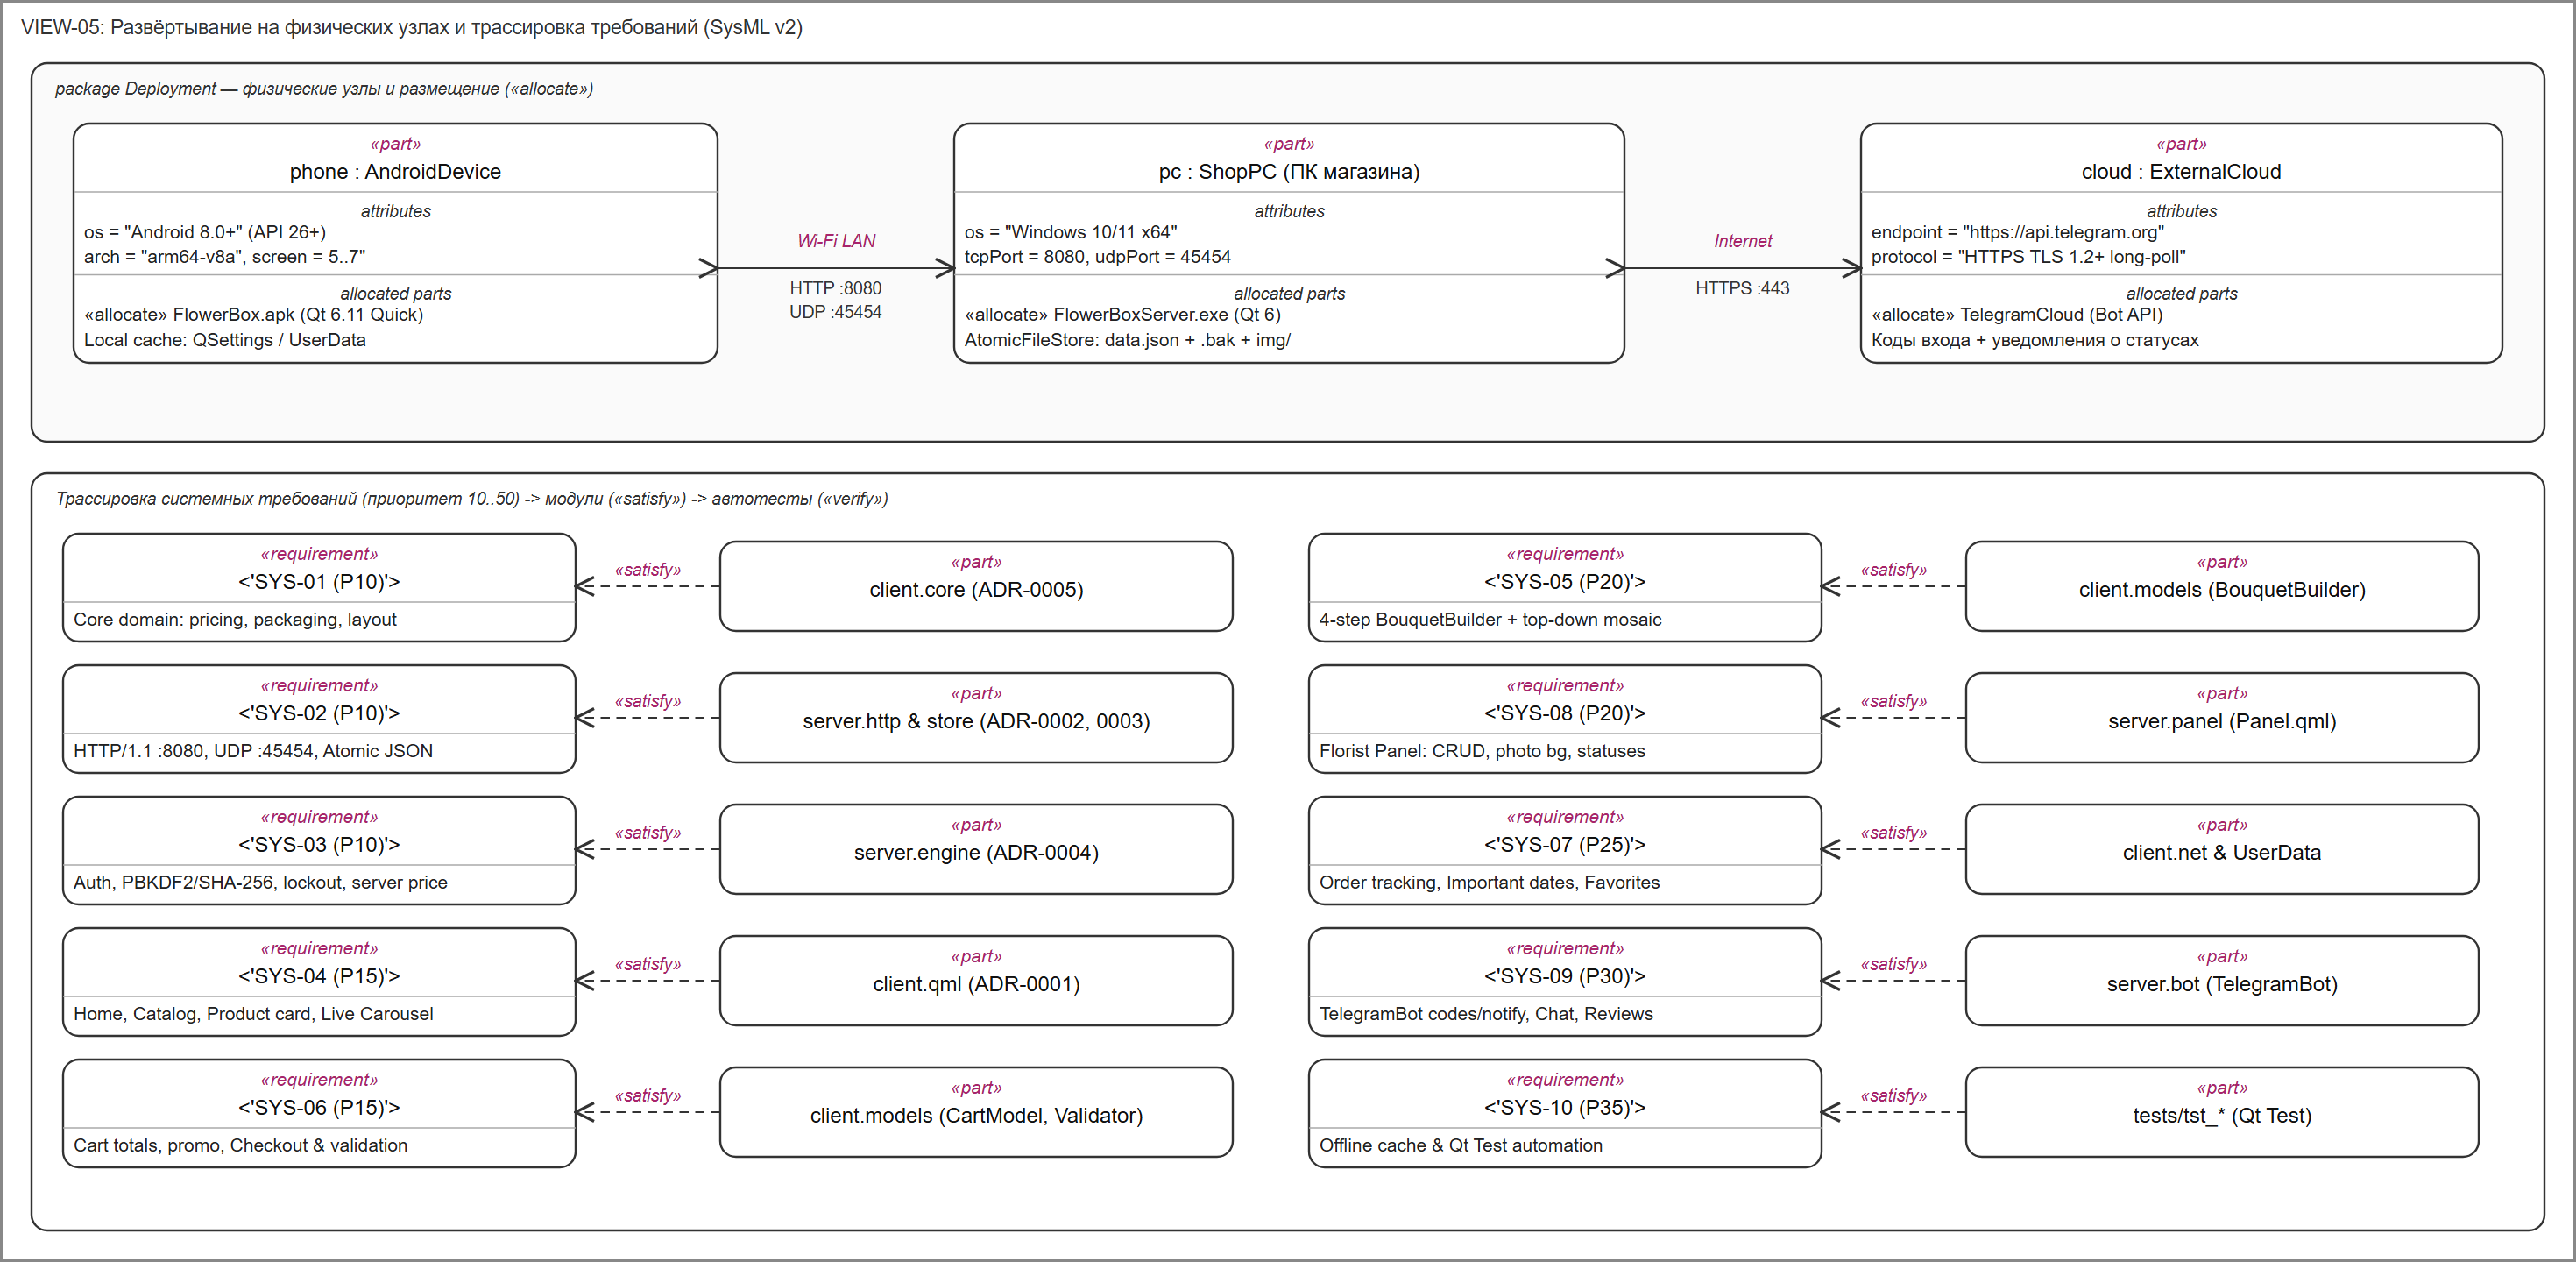 VIEW-05: Развёртывание на физических узлах и трассировка требований (SysML v2)
package Deployment — физические узлы и размещение («allocate»)
«part»
phone : AndroidDevice
attributes
os = "Android 8.0+" (API 26+)
arch = "arm64-v8a", screen = 5..7"
allocated parts
«allocate» FlowerBox.apk (Qt 6.11 Quick)
Local cache: QSettings / UserData
Wi-Fi LAN
HTTP :8080
UDP :45454
«part»
pc : ShopPC (ПК магазина)
attributes
os = "Windows 10/11 x64"
tcpPort = 8080, udpPort = 45454
allocated parts
«allocate» FlowerBoxServer.exe (Qt 6)
AtomicFileStore: data.json + .bak + img/
Internet
HTTPS :443
«part»
cloud : ExternalCloud
attributes
endpoint = "https://api.telegram.org"
protocol = "HTTPS TLS 1.2+ long-poll"
allocated parts
«allocate» TelegramCloud (Bot API)
Коды входа + уведомления о статусах
Трассировка системных требований (приоритет 10..50) -> модули («satisfy») -> автотесты («verify»)
«requirement»
<'SYS-01 (P10)'>
Core domain: pricing, packaging, layout
«satisfy»
«part»
client.core (ADR-0005)
«requirement»
<'SYS-05 (P20)'>
4-step BouquetBuilder + top-down mosaic
«satisfy»
«part»
client.models (BouquetBuilder)
«requirement»
<'SYS-02 (P10)'>
HTTP/1.1 :8080, UDP :45454, Atomic JSON
«satisfy»
«part»
server.http & store (ADR-0002, 0003)
«requirement»
<'SYS-08 (P20)'>
Florist Panel: CRUD, photo bg, statuses
«satisfy»
«part»
server.panel (Panel.qml)
«requirement»
<'SYS-03 (P10)'>
Auth, PBKDF2/SHA-256, lockout, server price
«satisfy»
«part»
server.engine (ADR-0004)
«requirement»
<'SYS-07 (P25)'>
Order tracking, Important dates, Favorites
«satisfy»
«part»
client.net & UserData
«requirement»
<'SYS-04 (P15)'>
Home, Catalog, Product card, Live Carousel
«satisfy»
«part»
client.qml (ADR-0001)
«requirement»
<'SYS-09 (P30)'>
TelegramBot codes/notify, Chat, Reviews
«satisfy»
«part»
server.bot (TelegramBot)
«requirement»
<'SYS-06 (P15)'>
Cart totals, promo, Checkout & validation
«satisfy»
«part»
client.models (CartModel, Validator)
«requirement»
<'SYS-10 (P35)'>
Offline cache & Qt Test automation
«satisfy»
«part»
tests/tst_* (Qt Test)